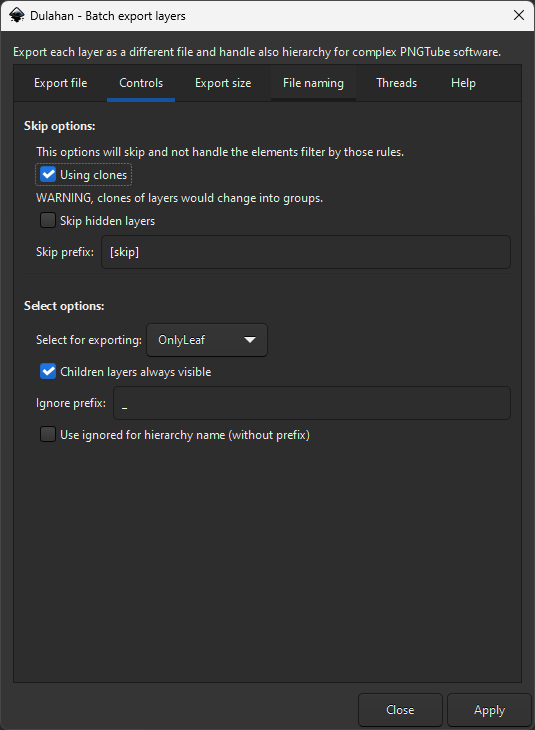 Dulahan - Batch export layers
Export each layer as a different file and handle also hierarchy for complex PNGTube software.
Export file Controls Export size File naming Threads Help
Skip options:
This options will skip and not handle the elements filter by those rules.
Using clones
WARNING, clones of layers would change into groups.
Skip hidden layers
Skip prefix: [skip]
Select options:
Select for exporting: OnlyLeaf
Children layers always visible
Ignore prefix: _
Use ignored for hierarchy name (without prefix)
Close Apply